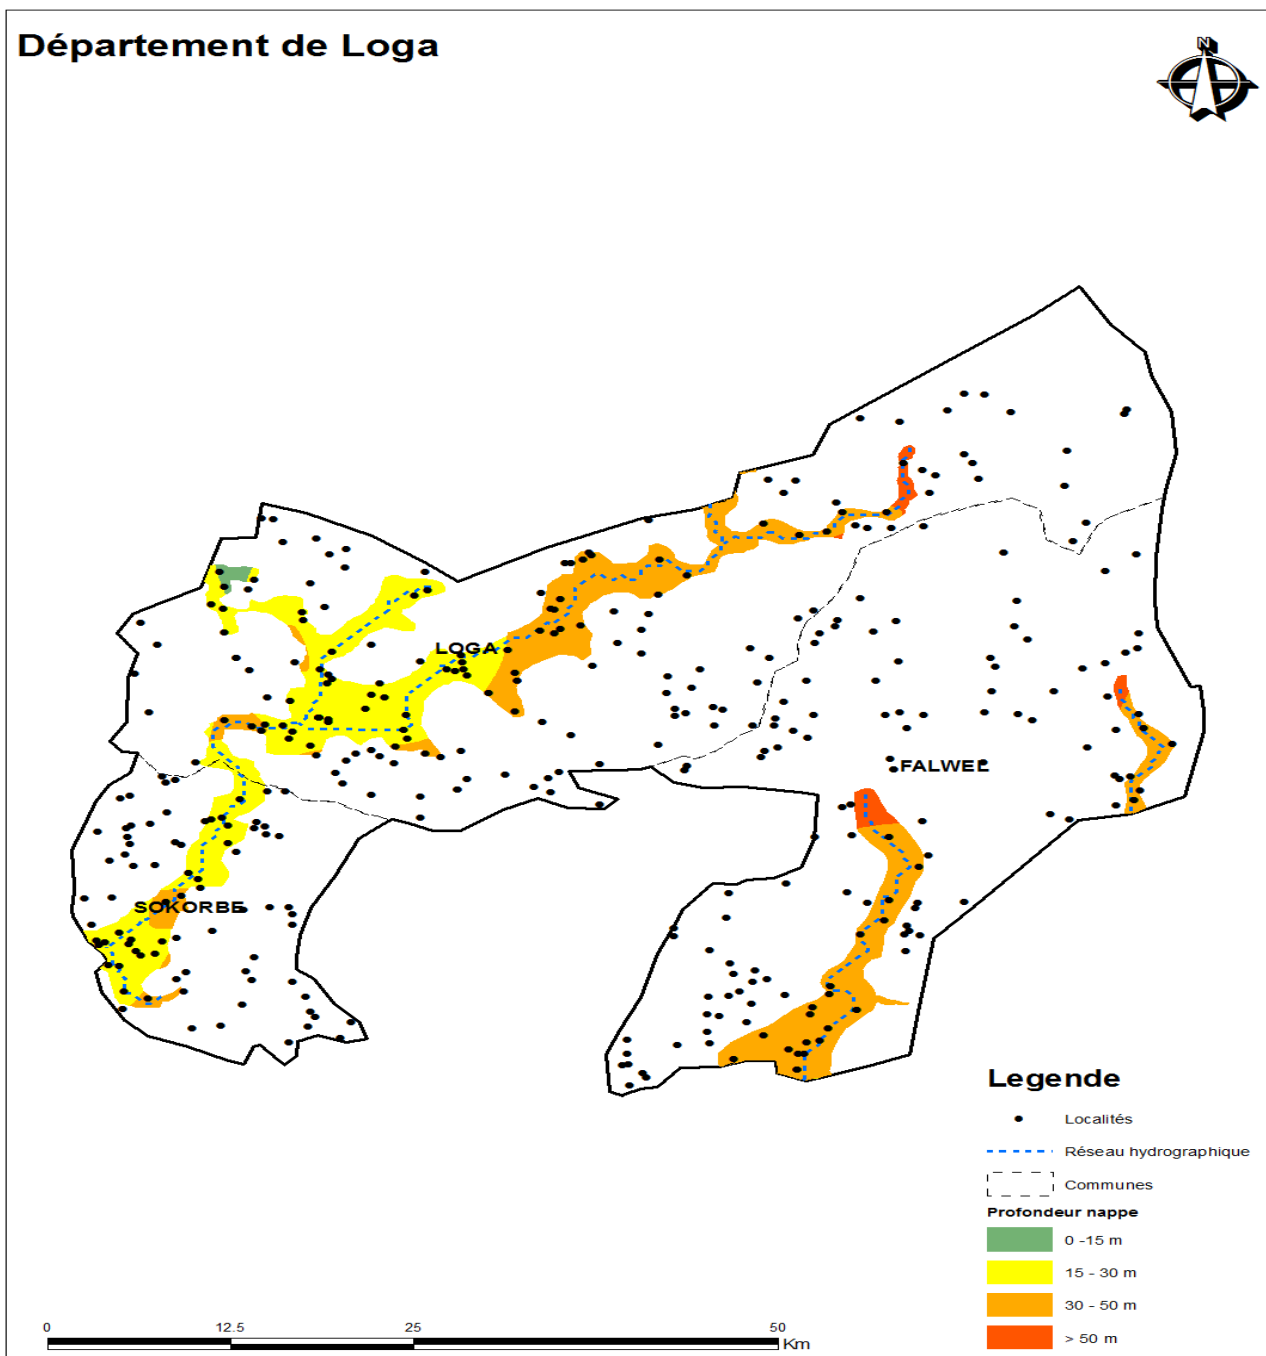 Département de Loga
N
LOGA
FALWEL
SOKORBE
Legende
Localités
Réseau hydrographique
Communes
Profondeur nappe
0 -15 m
15 - 30 m
30 - 50 m
> 50 m
0 12.5 25 50
Km